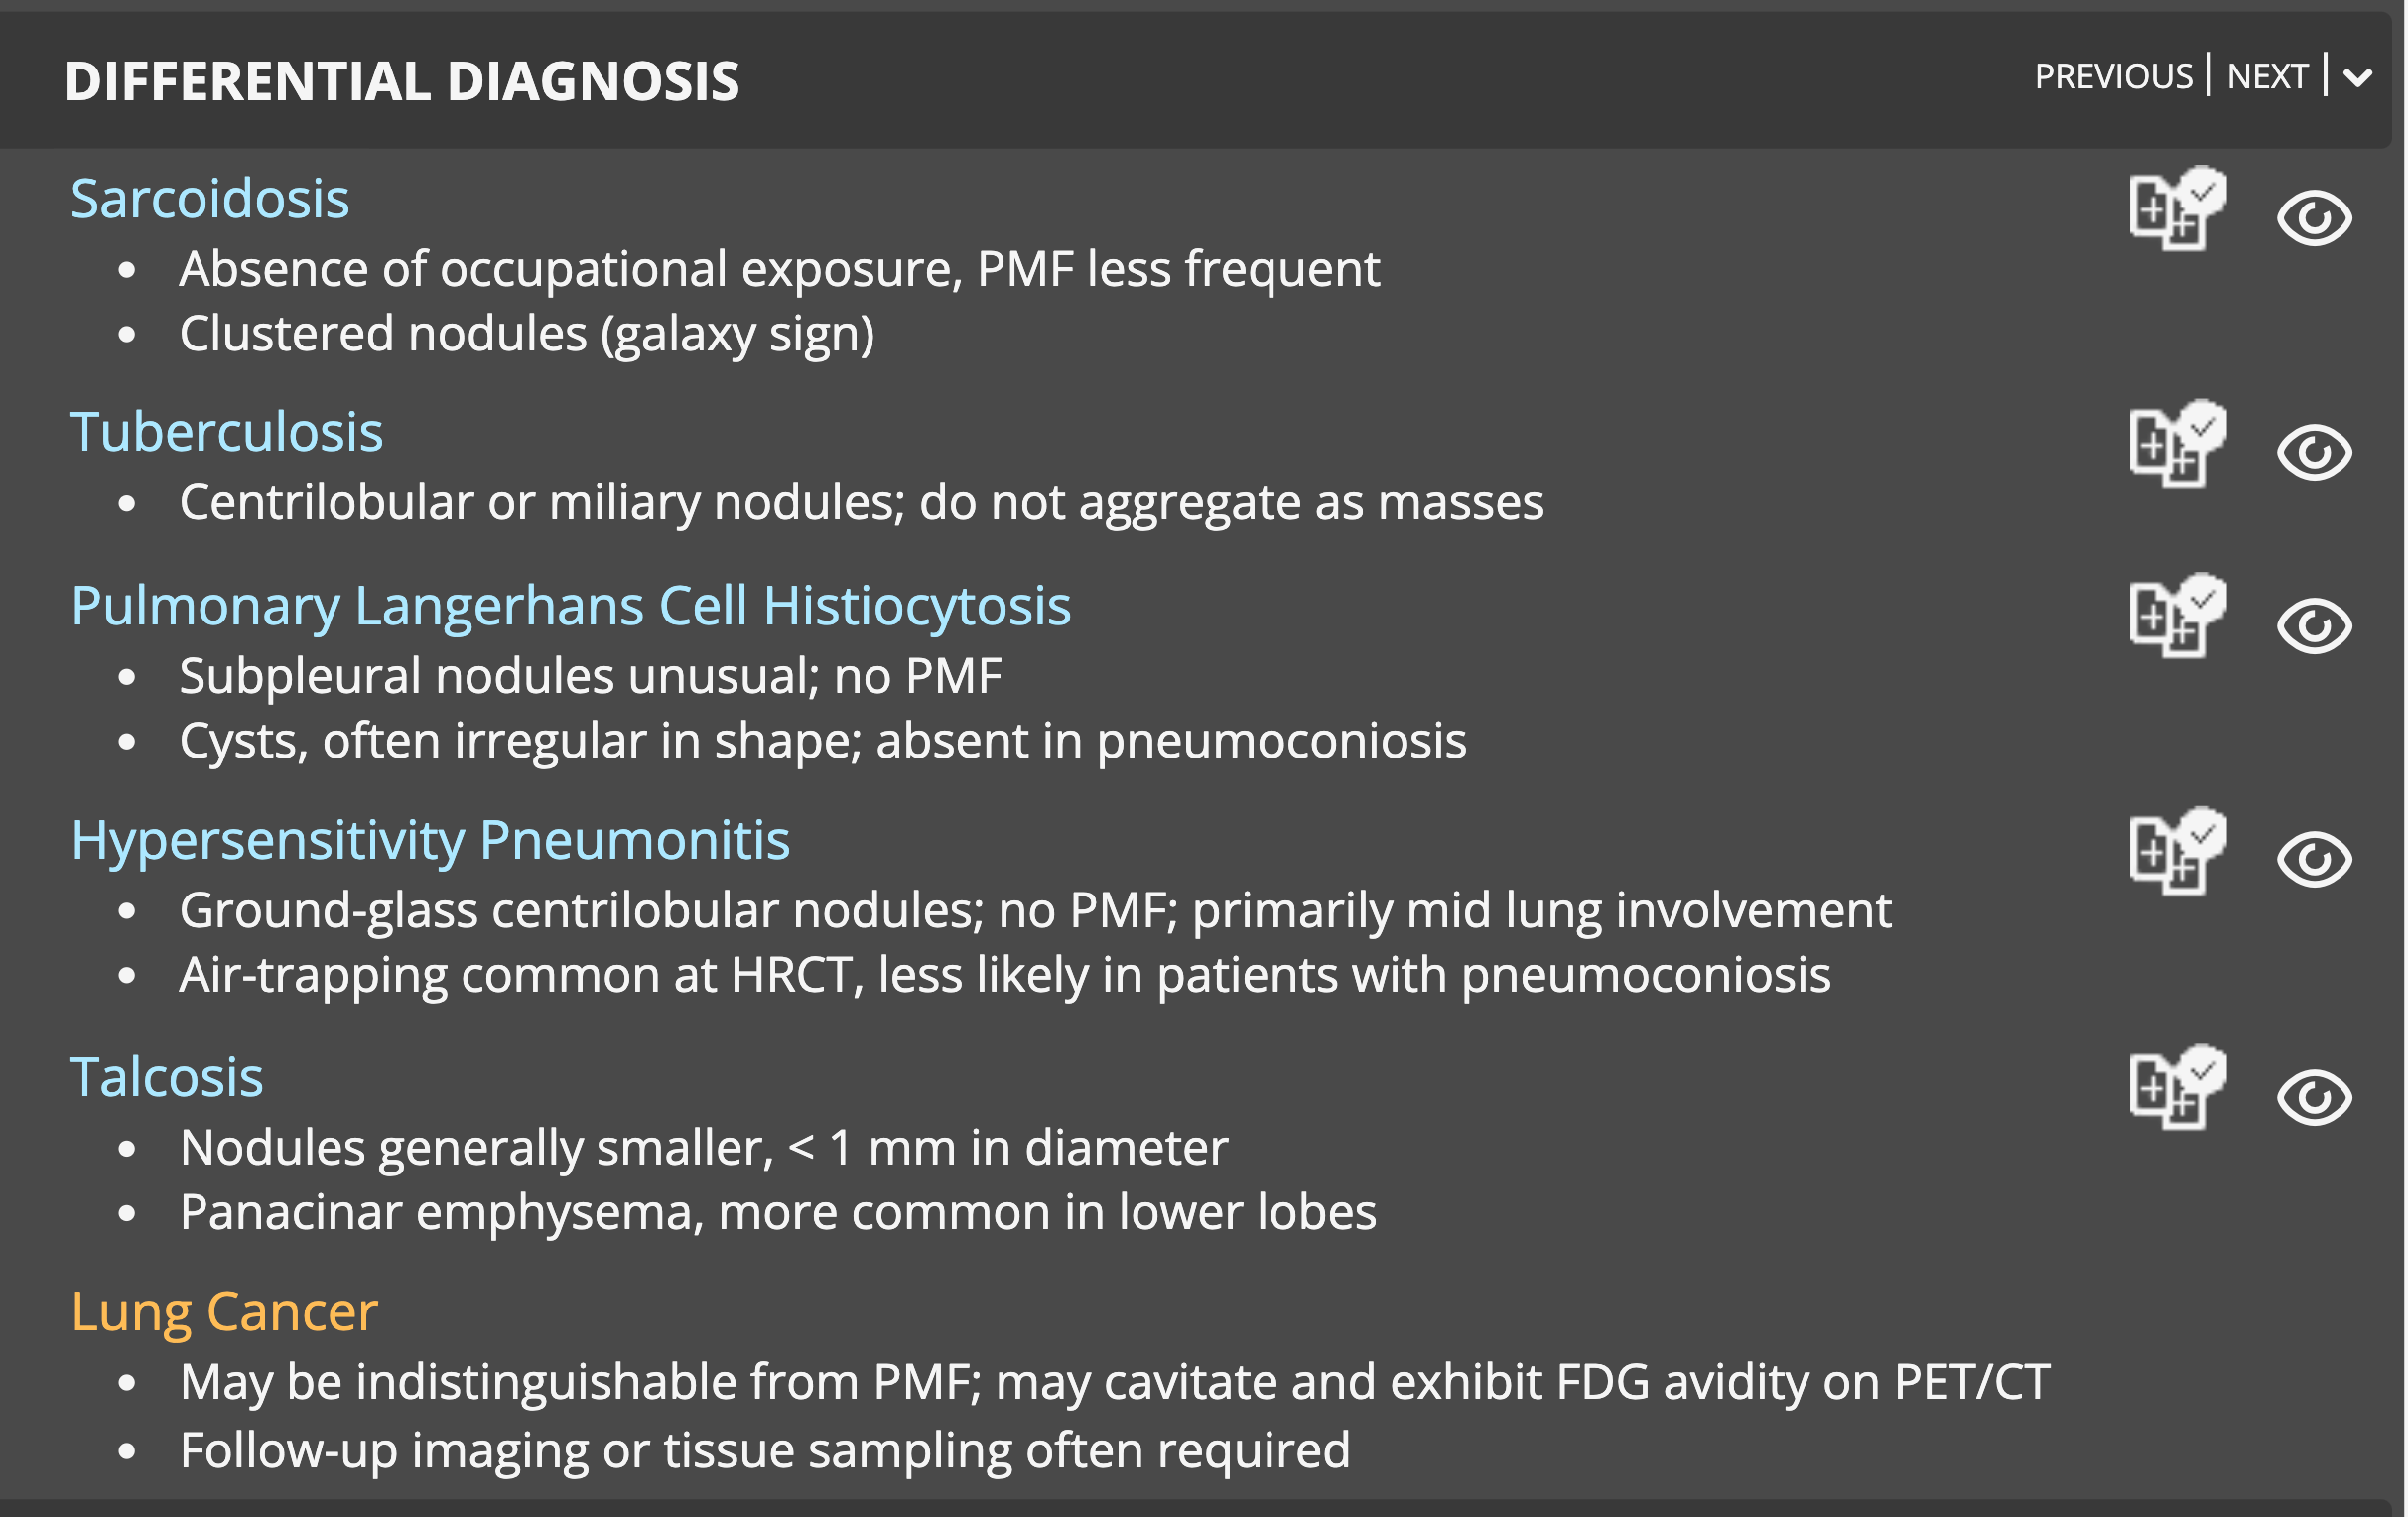 DIFFERENTIAL DIAGNOSIS
PREVIOUS | NEXT |
Sarcoidosis
• Absence of occupational exposure, PMF less frequent
• Clustered nodules (galaxy sign)
Tuberculosis
• Centrilobular or miliary nodules; do not aggregate as masses
Pulmonary Langerhans Cell Histiocytosis
• Subpleural nodules unusual; no PMF
• Cysts, often irregular in shape; absent in pneumoconiosis
Hypersensitivity Pneumonitis
• Ground-glass centrilobular nodules; no PMF; primarily mid lung involvement
• Air-trapping common at HRCT, less likely in patients with pneumoconiosis
Talcosis
• Nodules generally smaller, < 1 mm in diameter
• Panacinar emphysema, more common in lower lobes
Lung Cancer
• May be indistinguishable from PMF; may cavitate and exhibit FDG avidity on PET/CT
• Follow-up imaging or tissue sampling often required